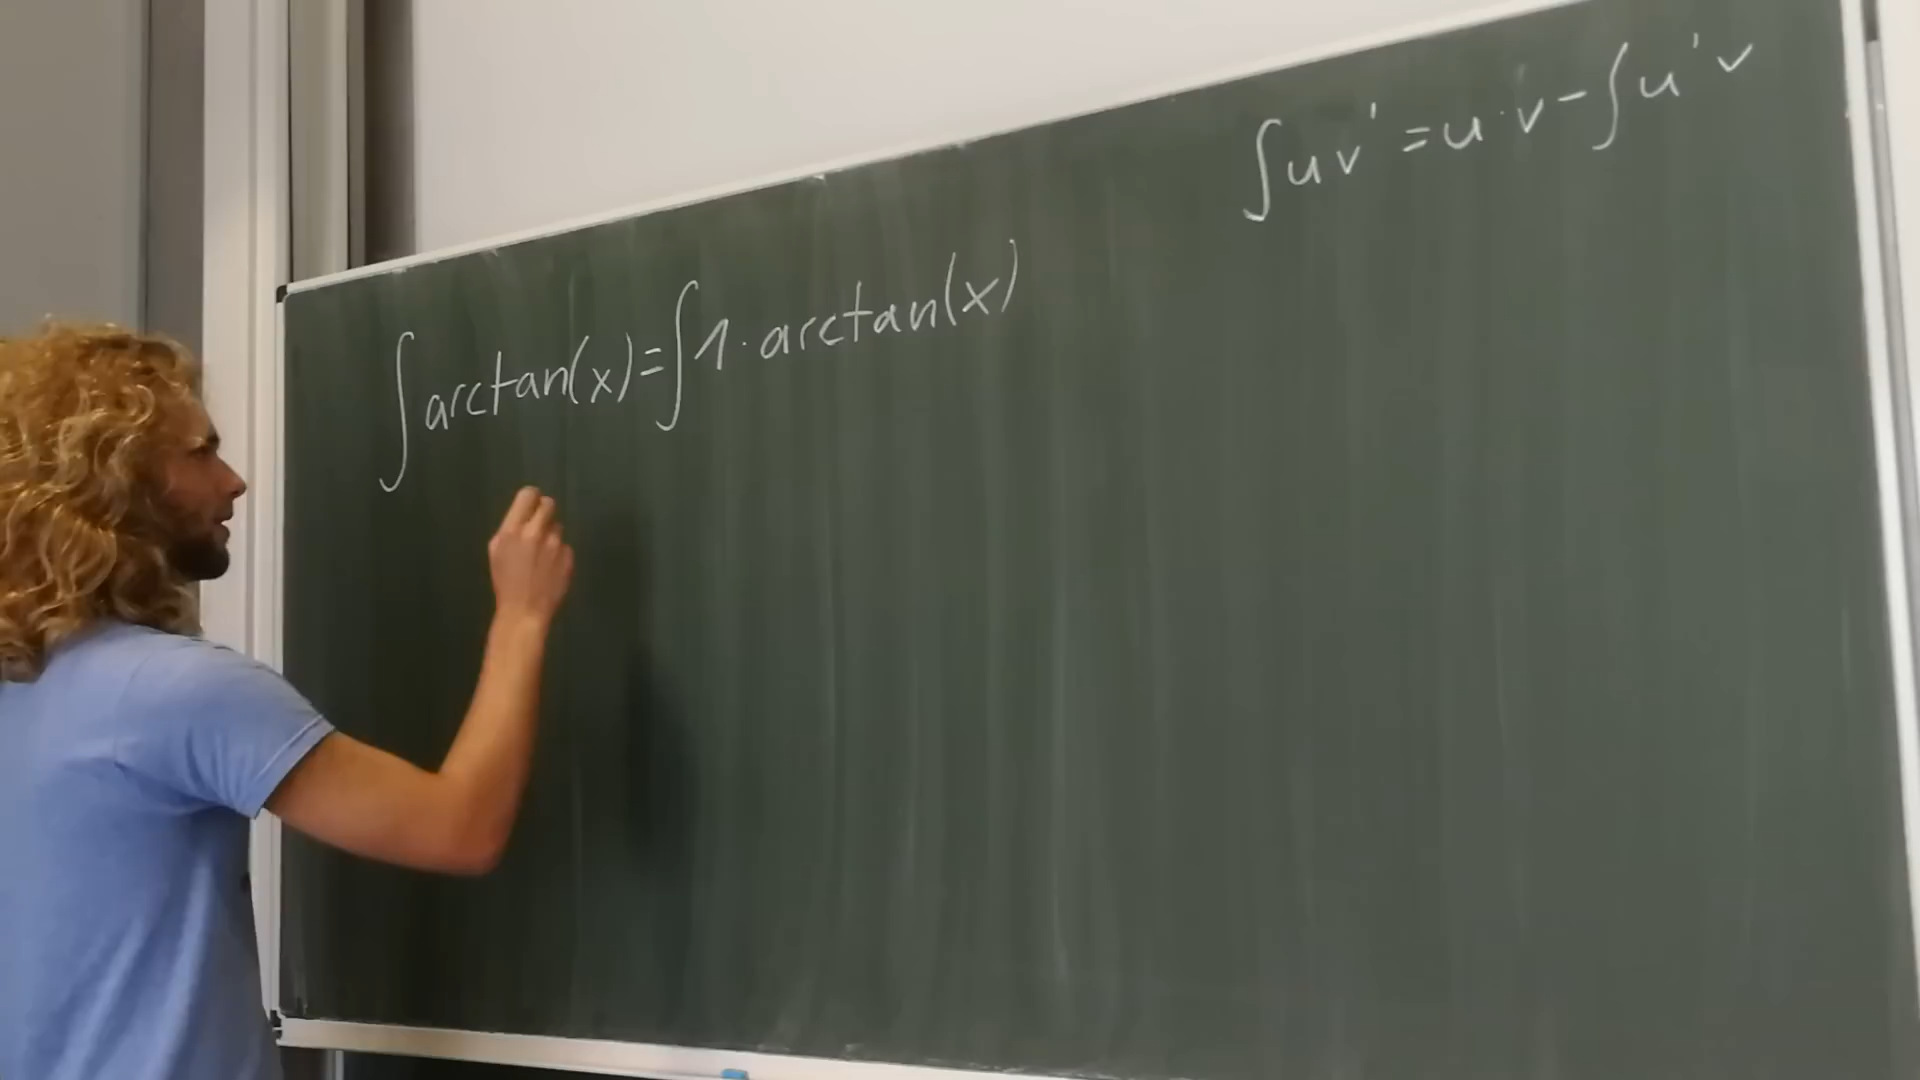 ∫uv' = u·v - ∫u'v
∫arctan(x) = ∫1·arctan(x)